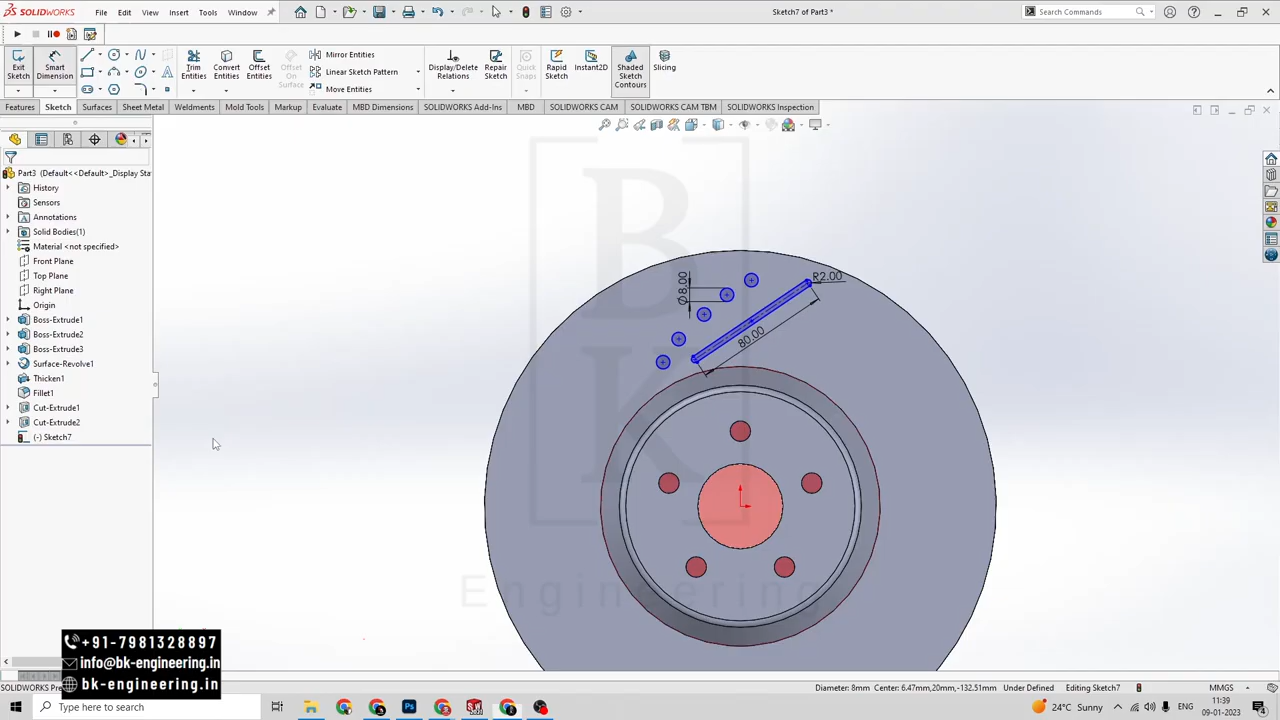 SOLIDWORKS
File
Edit
View
Insert
Tools
Window
Sketch7 of Part3 *
Search Commands
Exit Sketch
Smart Dimension
Trim Entities
Convert Entities
Offset Entities
Offset On Surface
Mirror Entities
Linear Sketch Pattern
Move Entities
Display/Delete Relations
Quick Snaps
Repair Sketch
Rapid Sketch
Instant2D
Shaded Sketch Contours
Slicing
Features
Sketch
Surfaces
Sheet Metal
Weldments
Mold Tools
Markup
Evaluate
MBD Dimensions
SOLIDWORKS Add-Ins
MBD
SOLIDWORKS CAM
SOLIDWORKS CAM TBM
SOLIDWORKS Inspection
Part3 (Default<<Default>_Display Sta
History
Sensors
Annotations
Solid Bodies(1)
Material <not specified>
Front Plane
Top Plane
Right Plane
Origin
Boss-Extrude1
Boss-Extrude2
Boss-Extrude3
Surface-Revolve1
Thicken1
Fillet1
Cut-Extrude1
Cut-Extrude2
(-) Sketch7
B
K
Engineering
Ø8.00
R2.00
80.00
+91-7981328897
info@bk-engineering.in
bk-engineering.in
SOLIDWORKS Pre
Diameter: 8mm Center: 6.47mm,20mm,-132.51mm
Under Defined
Editing Sketch7
MMGS
Type here to search
24°C Sunny
ENG
11:39
09-01-2023